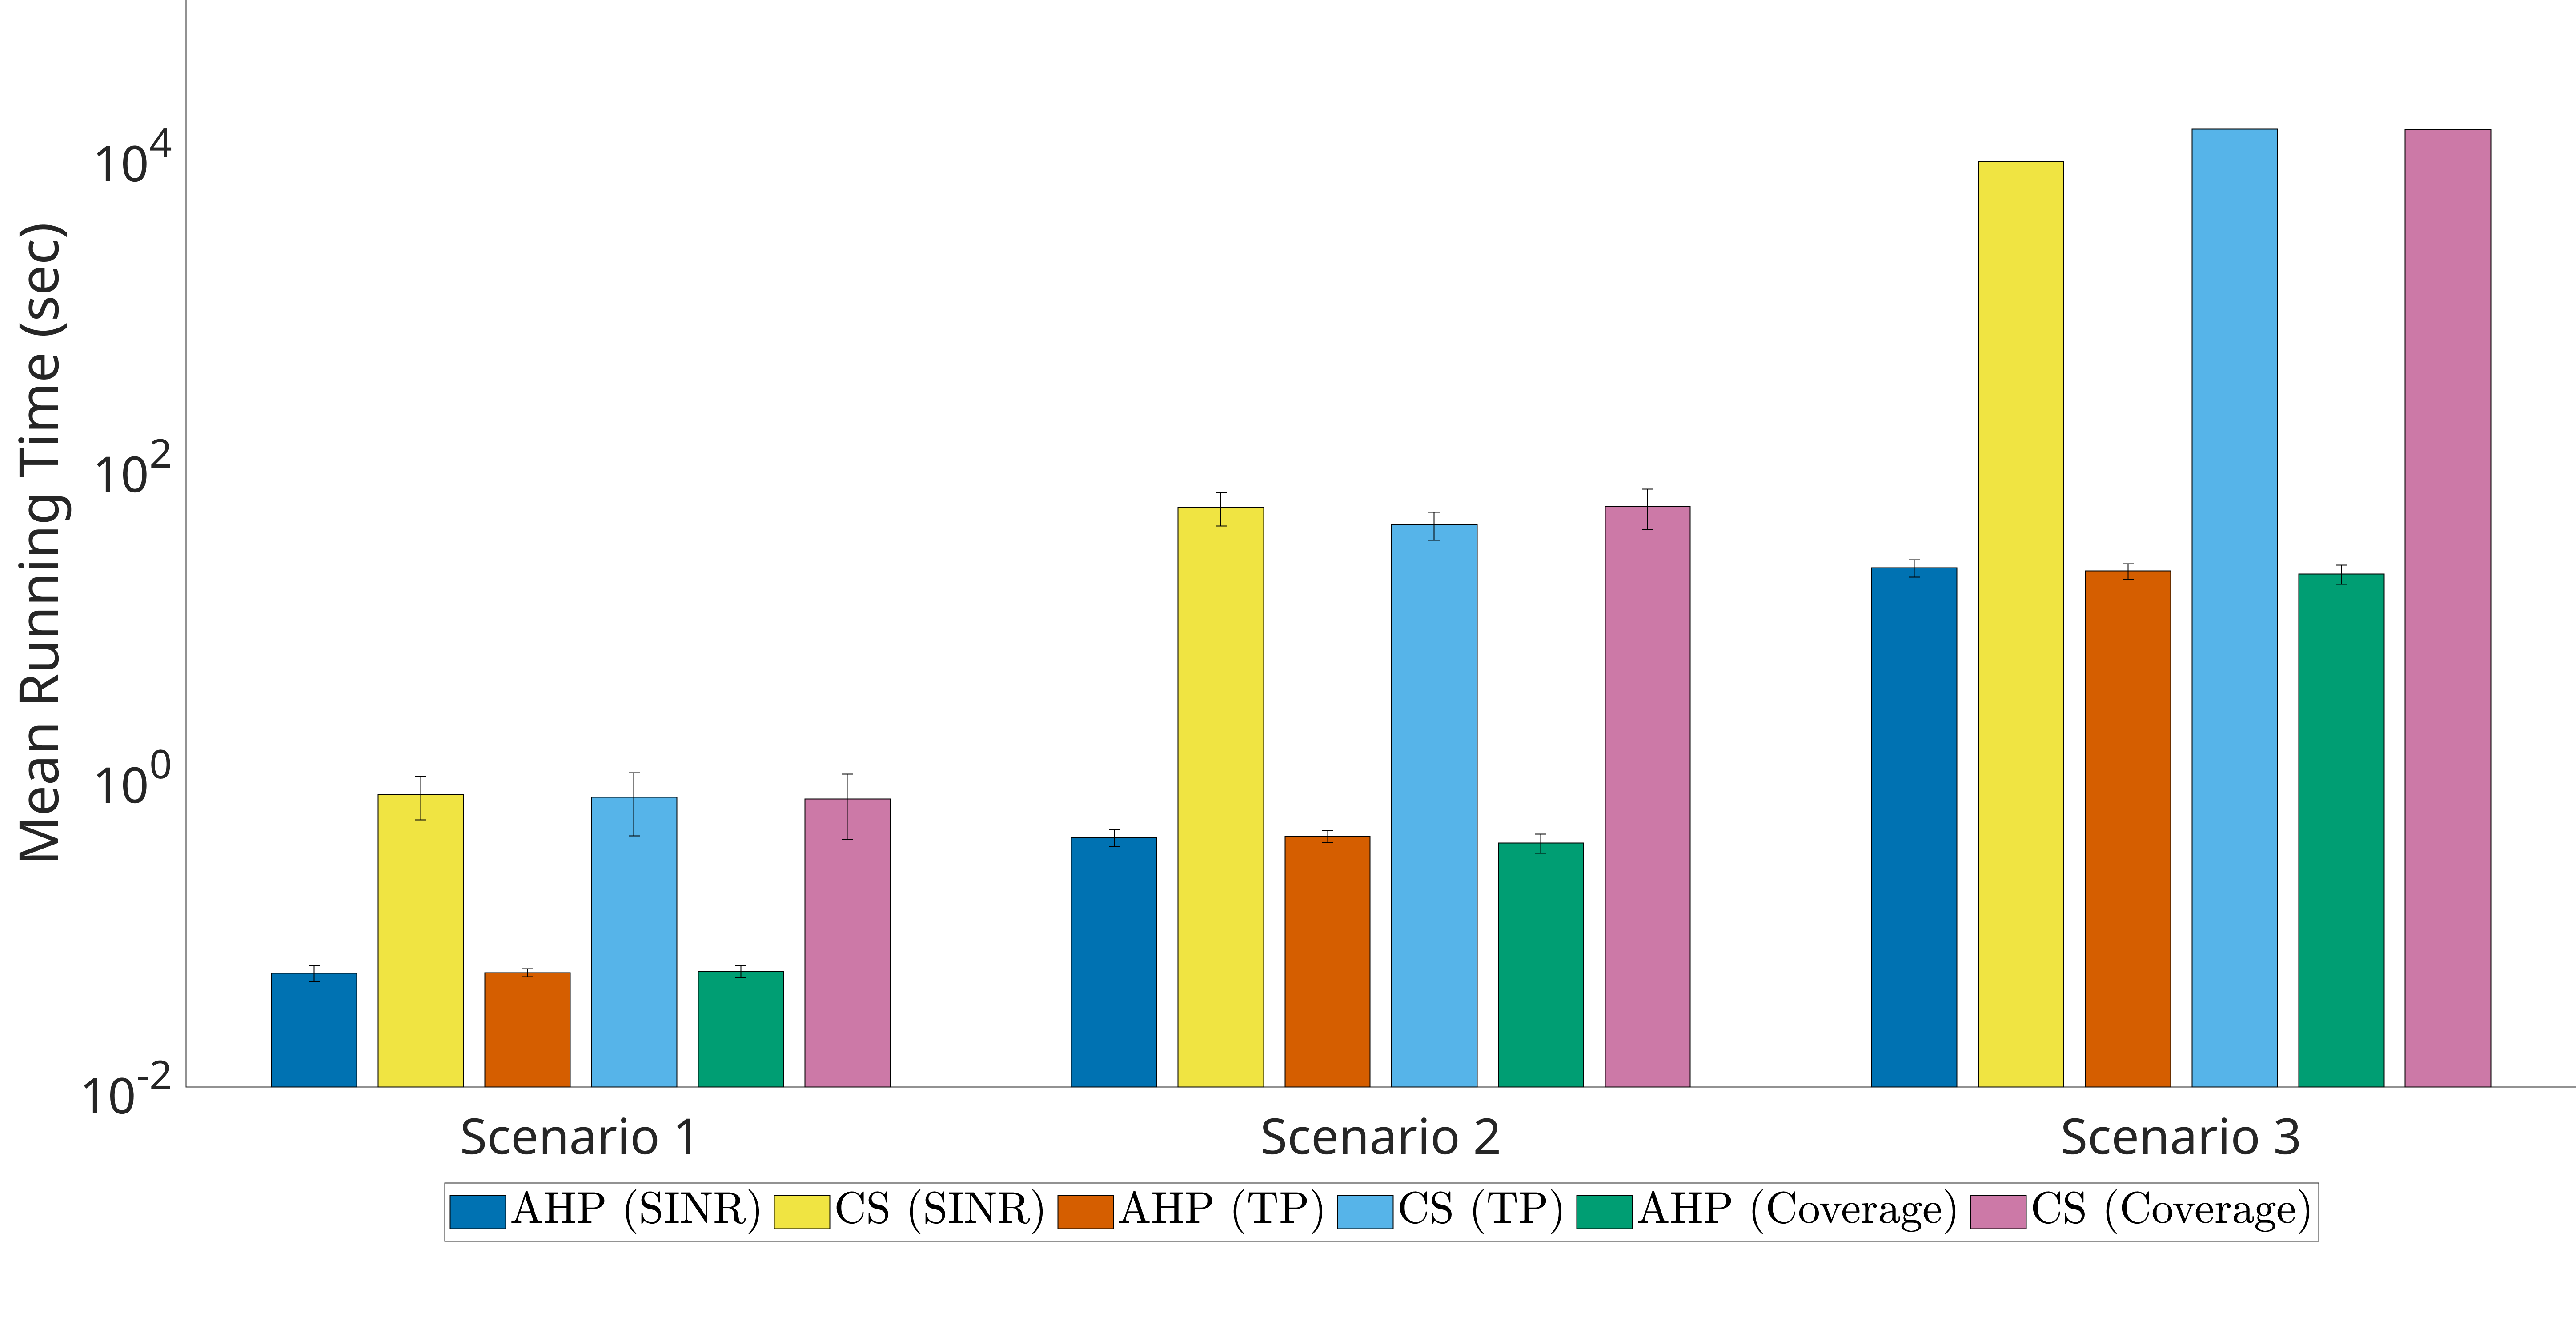 Mean Running Time (sec)
10^4
10^2
10^0
10^-2
Scenario 1 Scenario 2 Scenario 3
AHP (SINR) CS (SINR) AHP (TP) CS (TP) AHP (Coverage) CS (Coverage)